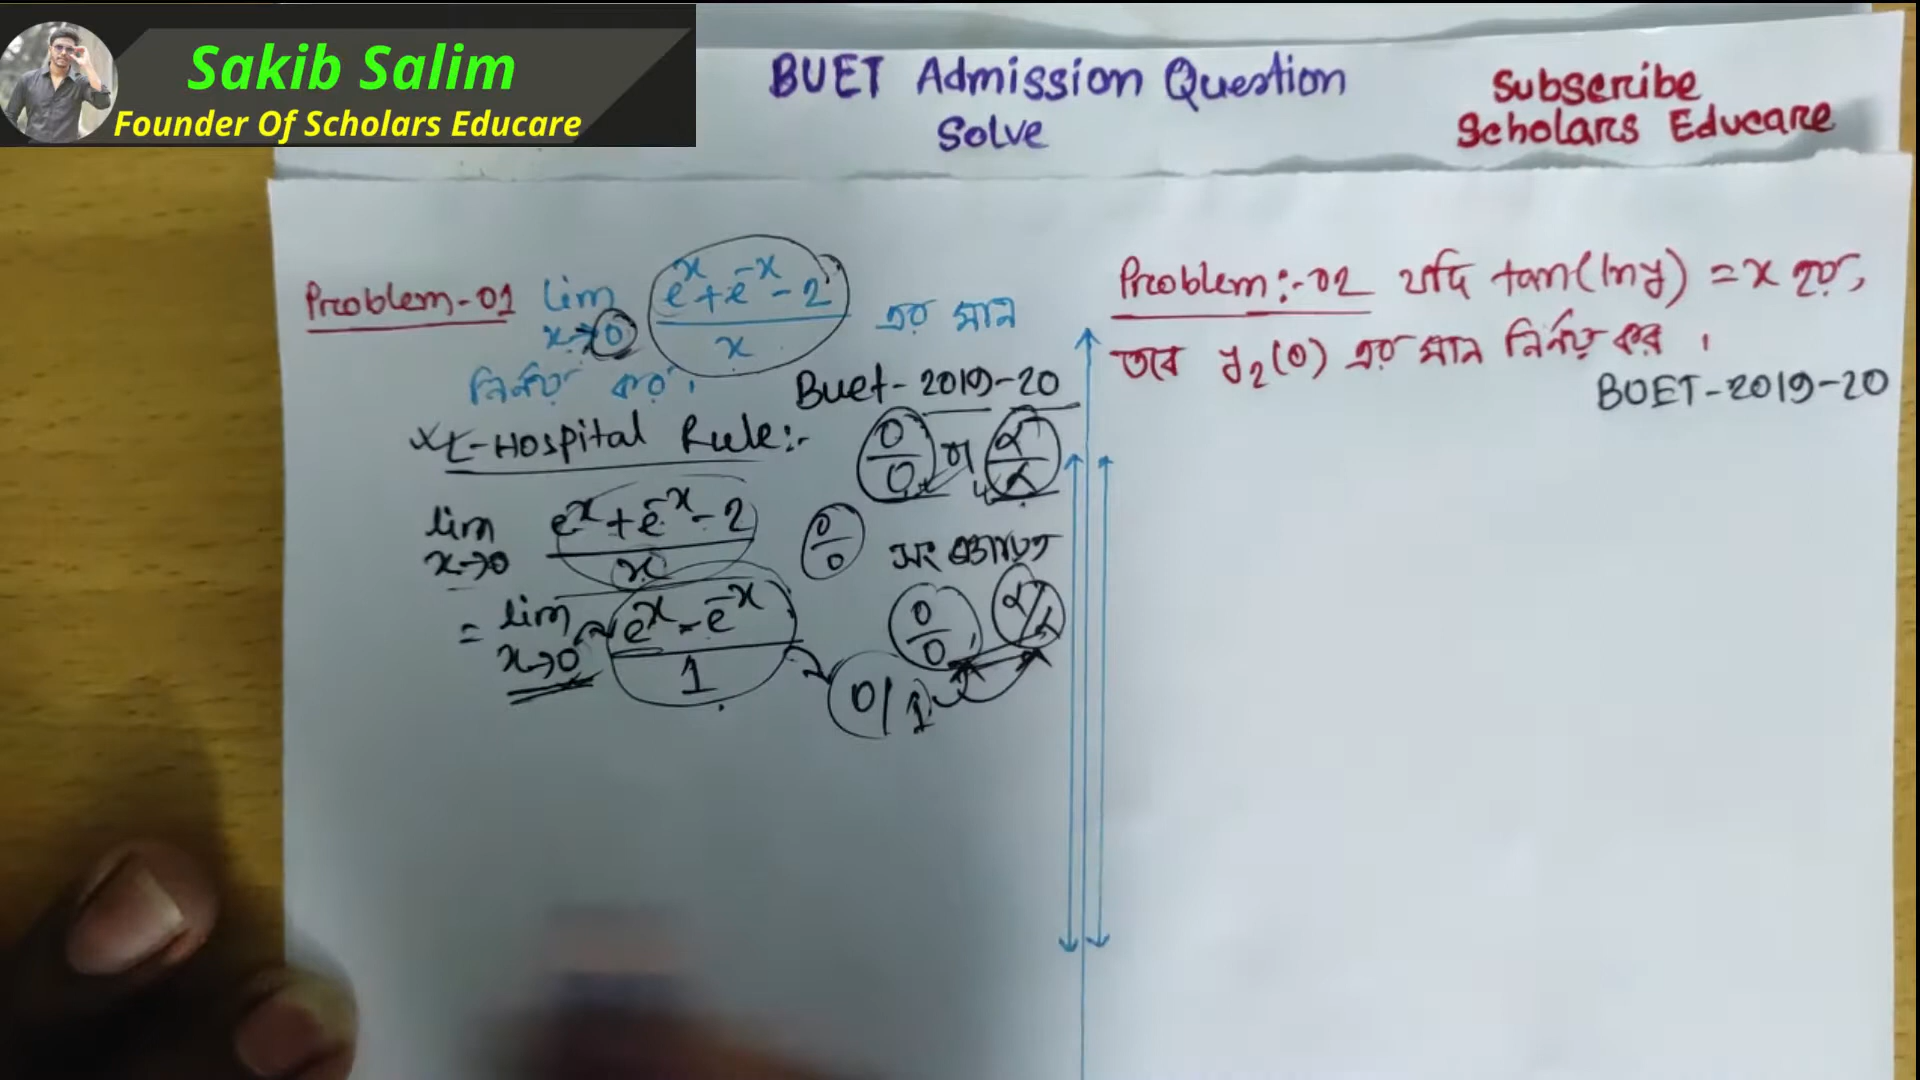 Sakib Salim
Founder Of Scholars Educare
BUET Admission Question
Solve
Subscribe
Scholars Educare
Problem-01 lim x→0 (e^x + e^-x - 2)/x এর মান
নির্ণয় কর।
Buet-2019-20
L-Hospital Rule:-
0/0 বা α/α
lim x→0 (e^x + e^-x - 2)/x 0/0
= lim x→0 (e^x - e^-x)/1
0/0 α/α
0/1
Problem:-02 যদি tan(lny) = x হয়,
তবে y₂(0) এর মান নির্ণয় কর।
BUET-2019-20